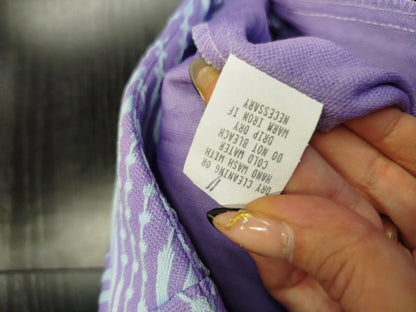 DRY CLEANING OR
HAND WASH WITH
COLD WATER
DO NOT BLEACH
DRIP DRY
WARM IRON IF
NECESSARY